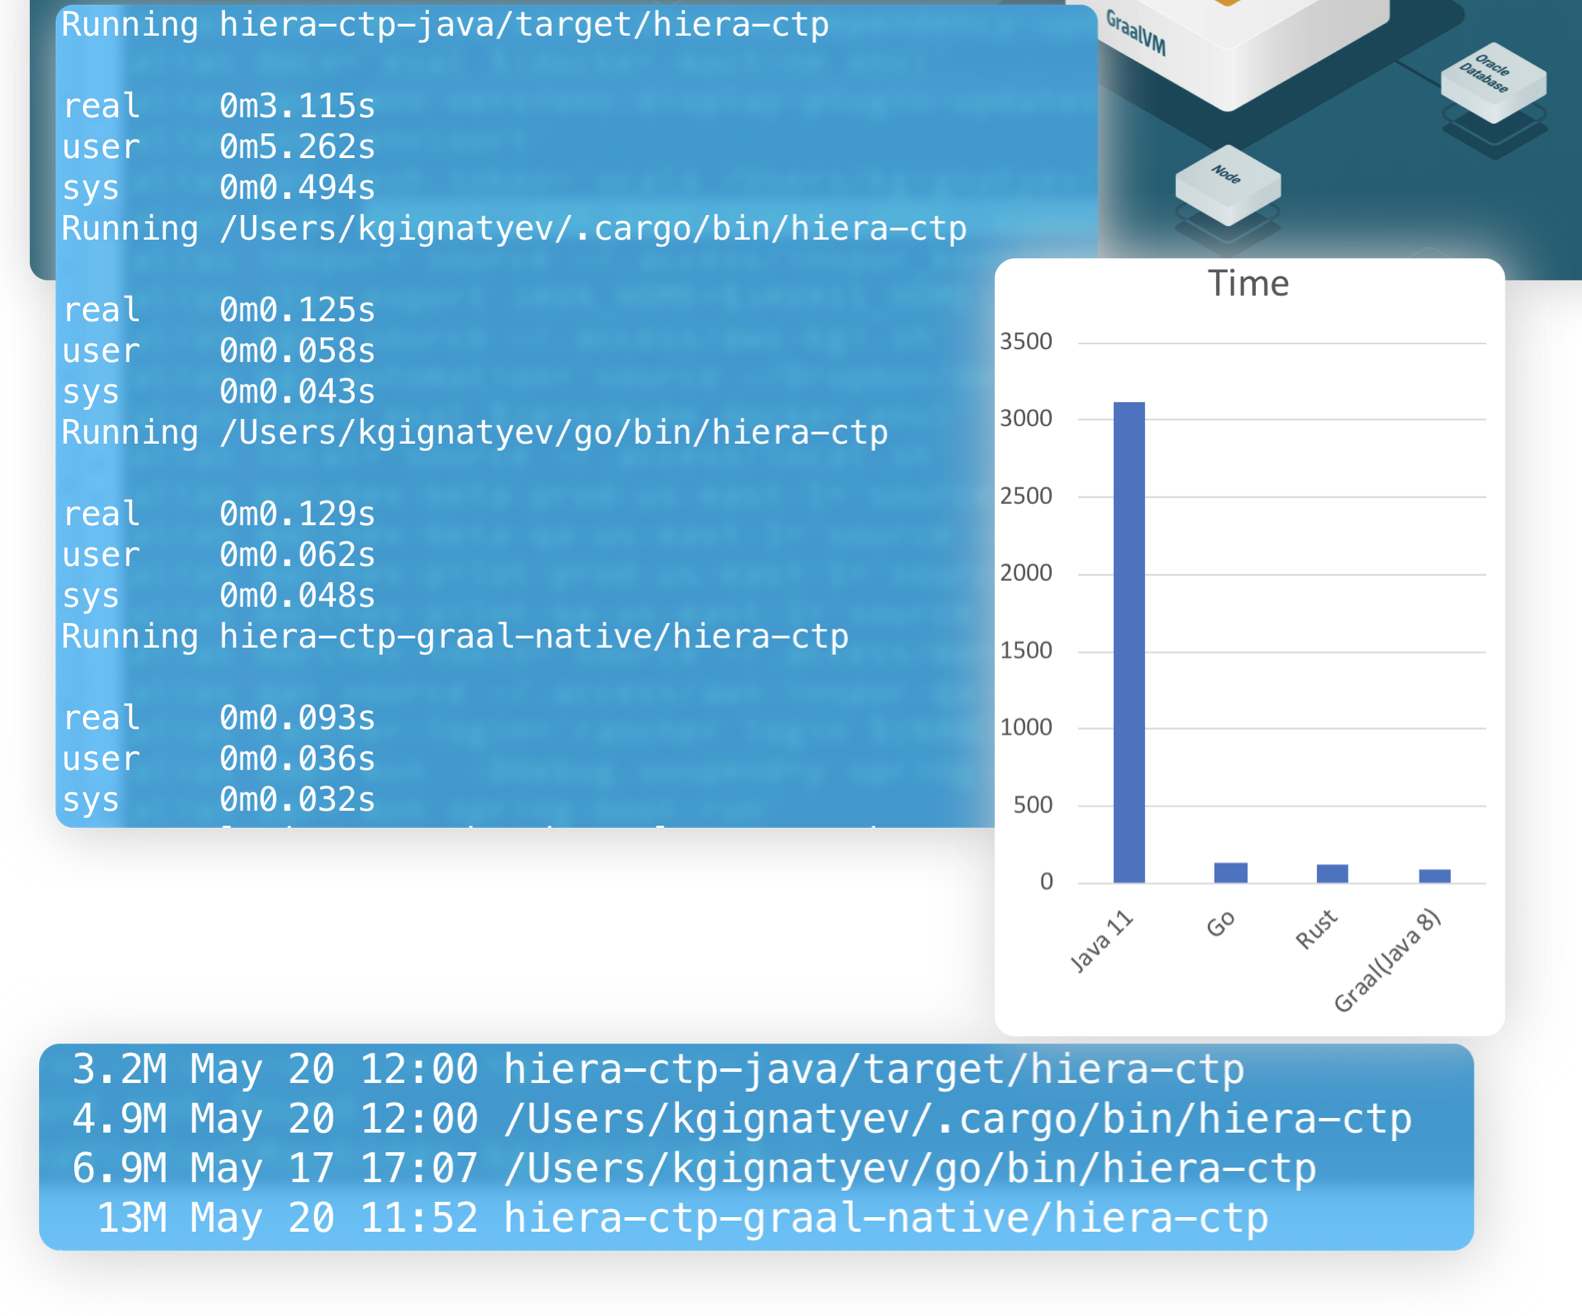 Running hiera-ctp-java/target/hiera-ctp
real 0m3.115s
user 0m5.262s
sys 0m0.494s
Running /Users/kgignatyev/.cargo/bin/hiera-ctp
real 0m0.125s
user 0m0.058s
sys 0m0.043s
Running /Users/kgignatyev/go/bin/hiera-ctp
real 0m0.129s
user 0m0.062s
sys 0m0.048s
Running hiera-ctp-graal-native/hiera-ctp
real 0m0.093s
user 0m0.036s
sys 0m0.032s
GraalVM
Oracle
Database
Node
Time
3500
3000
2500
2000
1500
1000
500
0
Java 11
Go
Rust
Graal(Java 8)
3.2M May 20 12:00 hiera-ctp-java/target/hiera-ctp
4.9M May 20 12:00 /Users/kgignatyev/.cargo/bin/hiera-ctp
6.9M May 17 17:07 /Users/kgignatyev/go/bin/hiera-ctp
13M May 20 11:52 hiera-ctp-graal-native/hiera-ctp